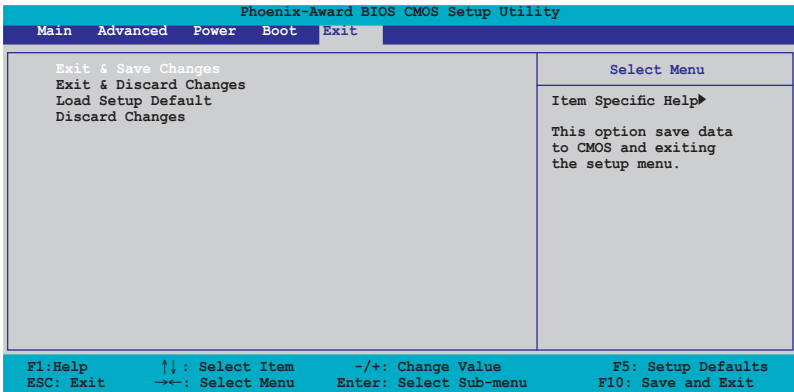 Phoenix-Award BIOS CMOS Setup Utility
Main Advanced Power Boot Exit
Exit & Save Changes
Exit & Discard Changes
Load Setup Default
Discard Changes
Select Menu
Item Specific Help▶
This option save data
to CMOS and exiting
the setup menu.
F1:Help ↑↓: Select Item -/+: Change Value F5: Setup Defaults
ESC: Exit →←: Select Menu Enter: Select Sub-menu F10: Save and Exit